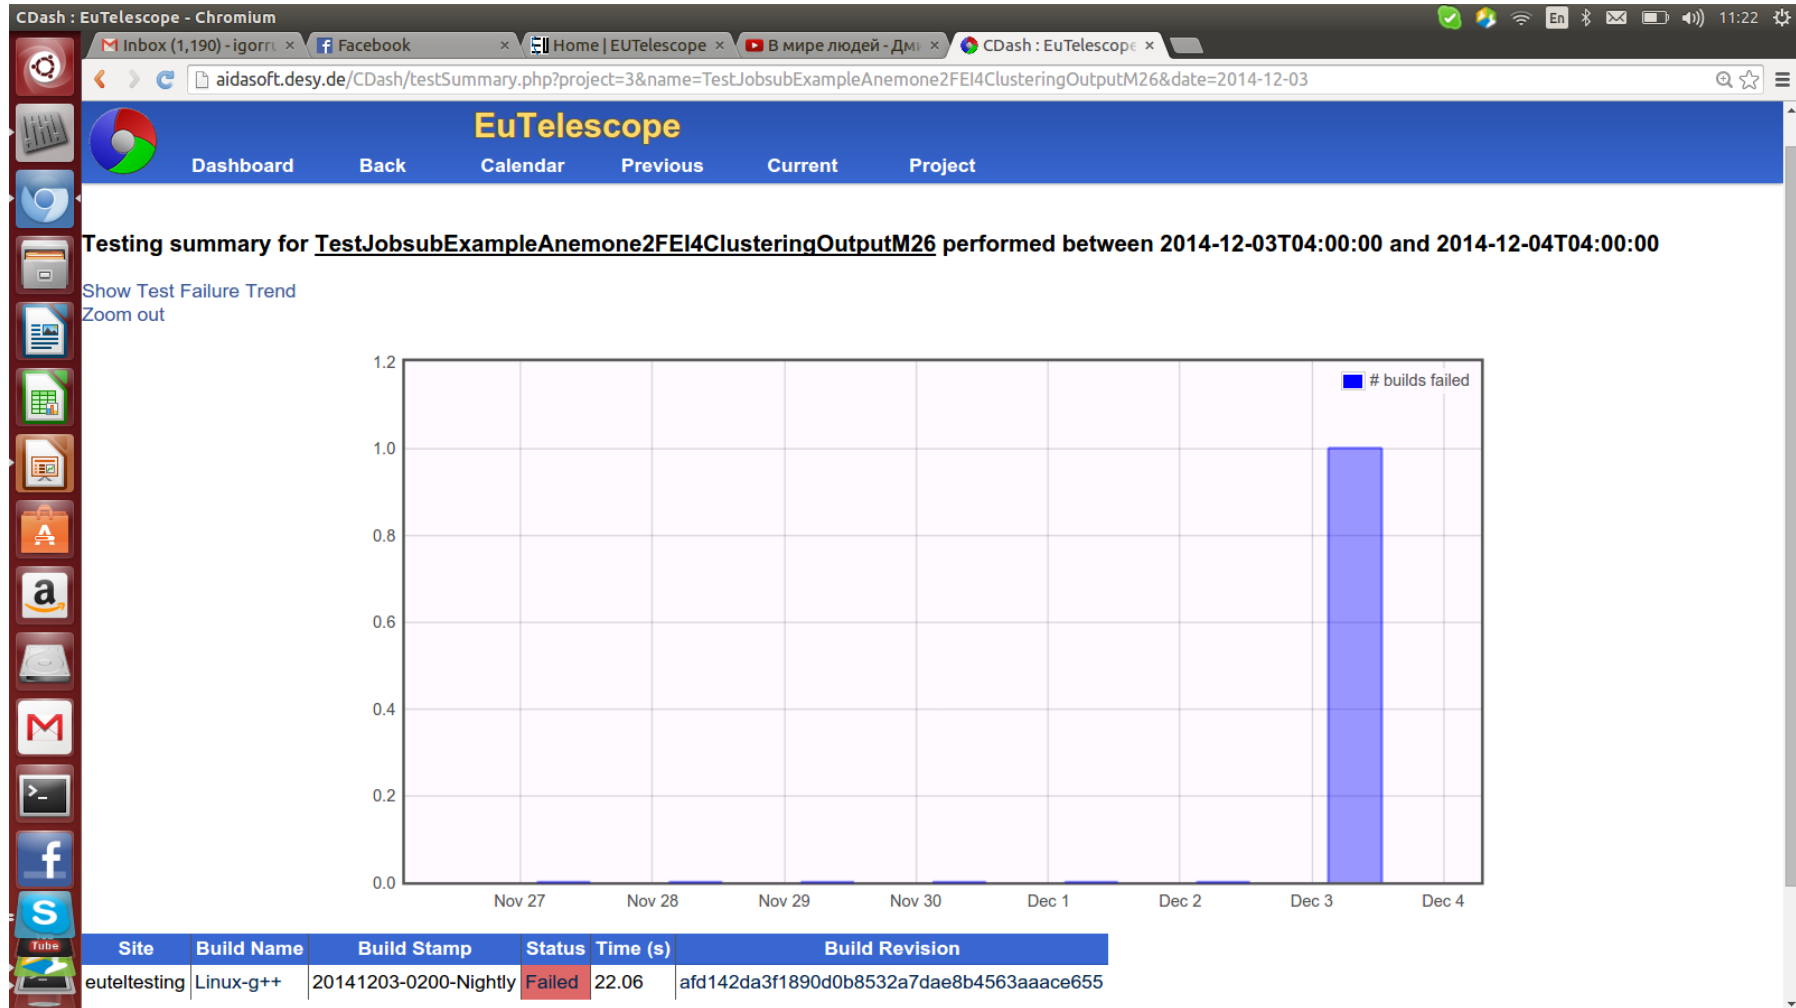 CDash : EuTelescope - Chromium
En
11:22
Inbox (1,190) - igorru
Facebook
Home | EUTelescope
В мире людей - Дми
CDash : EuTelescope
aidasoft.desy.de/CDash/testSummary.php?project=3&name=TestJobsubExampleAnemone2FEI4ClusteringOutputM26&date=2014-12-03
EuTelescope
Dashboard Back Calendar Previous Current Project
Testing summary for TestJobsubExampleAnemone2FEI4ClusteringOutputM26 performed between 2014-12-03T04:00:00 and 2014-12-04T04:00:00
Show Test Failure Trend
Zoom out
# builds failed
1.2
1.0
0.8
0.6
0.4
0.2
0.0
Nov 27 Nov 28 Nov 29 Nov 30 Dec 1 Dec 2 Dec 3 Dec 4
Tube
Site Build Name Build Stamp Status Time (s) Build Revision
euteltesting Linux-g++ 20141203-0200-Nightly Failed 22.06 afd142da3f1890d0b8532a7dae8b4563aaace655